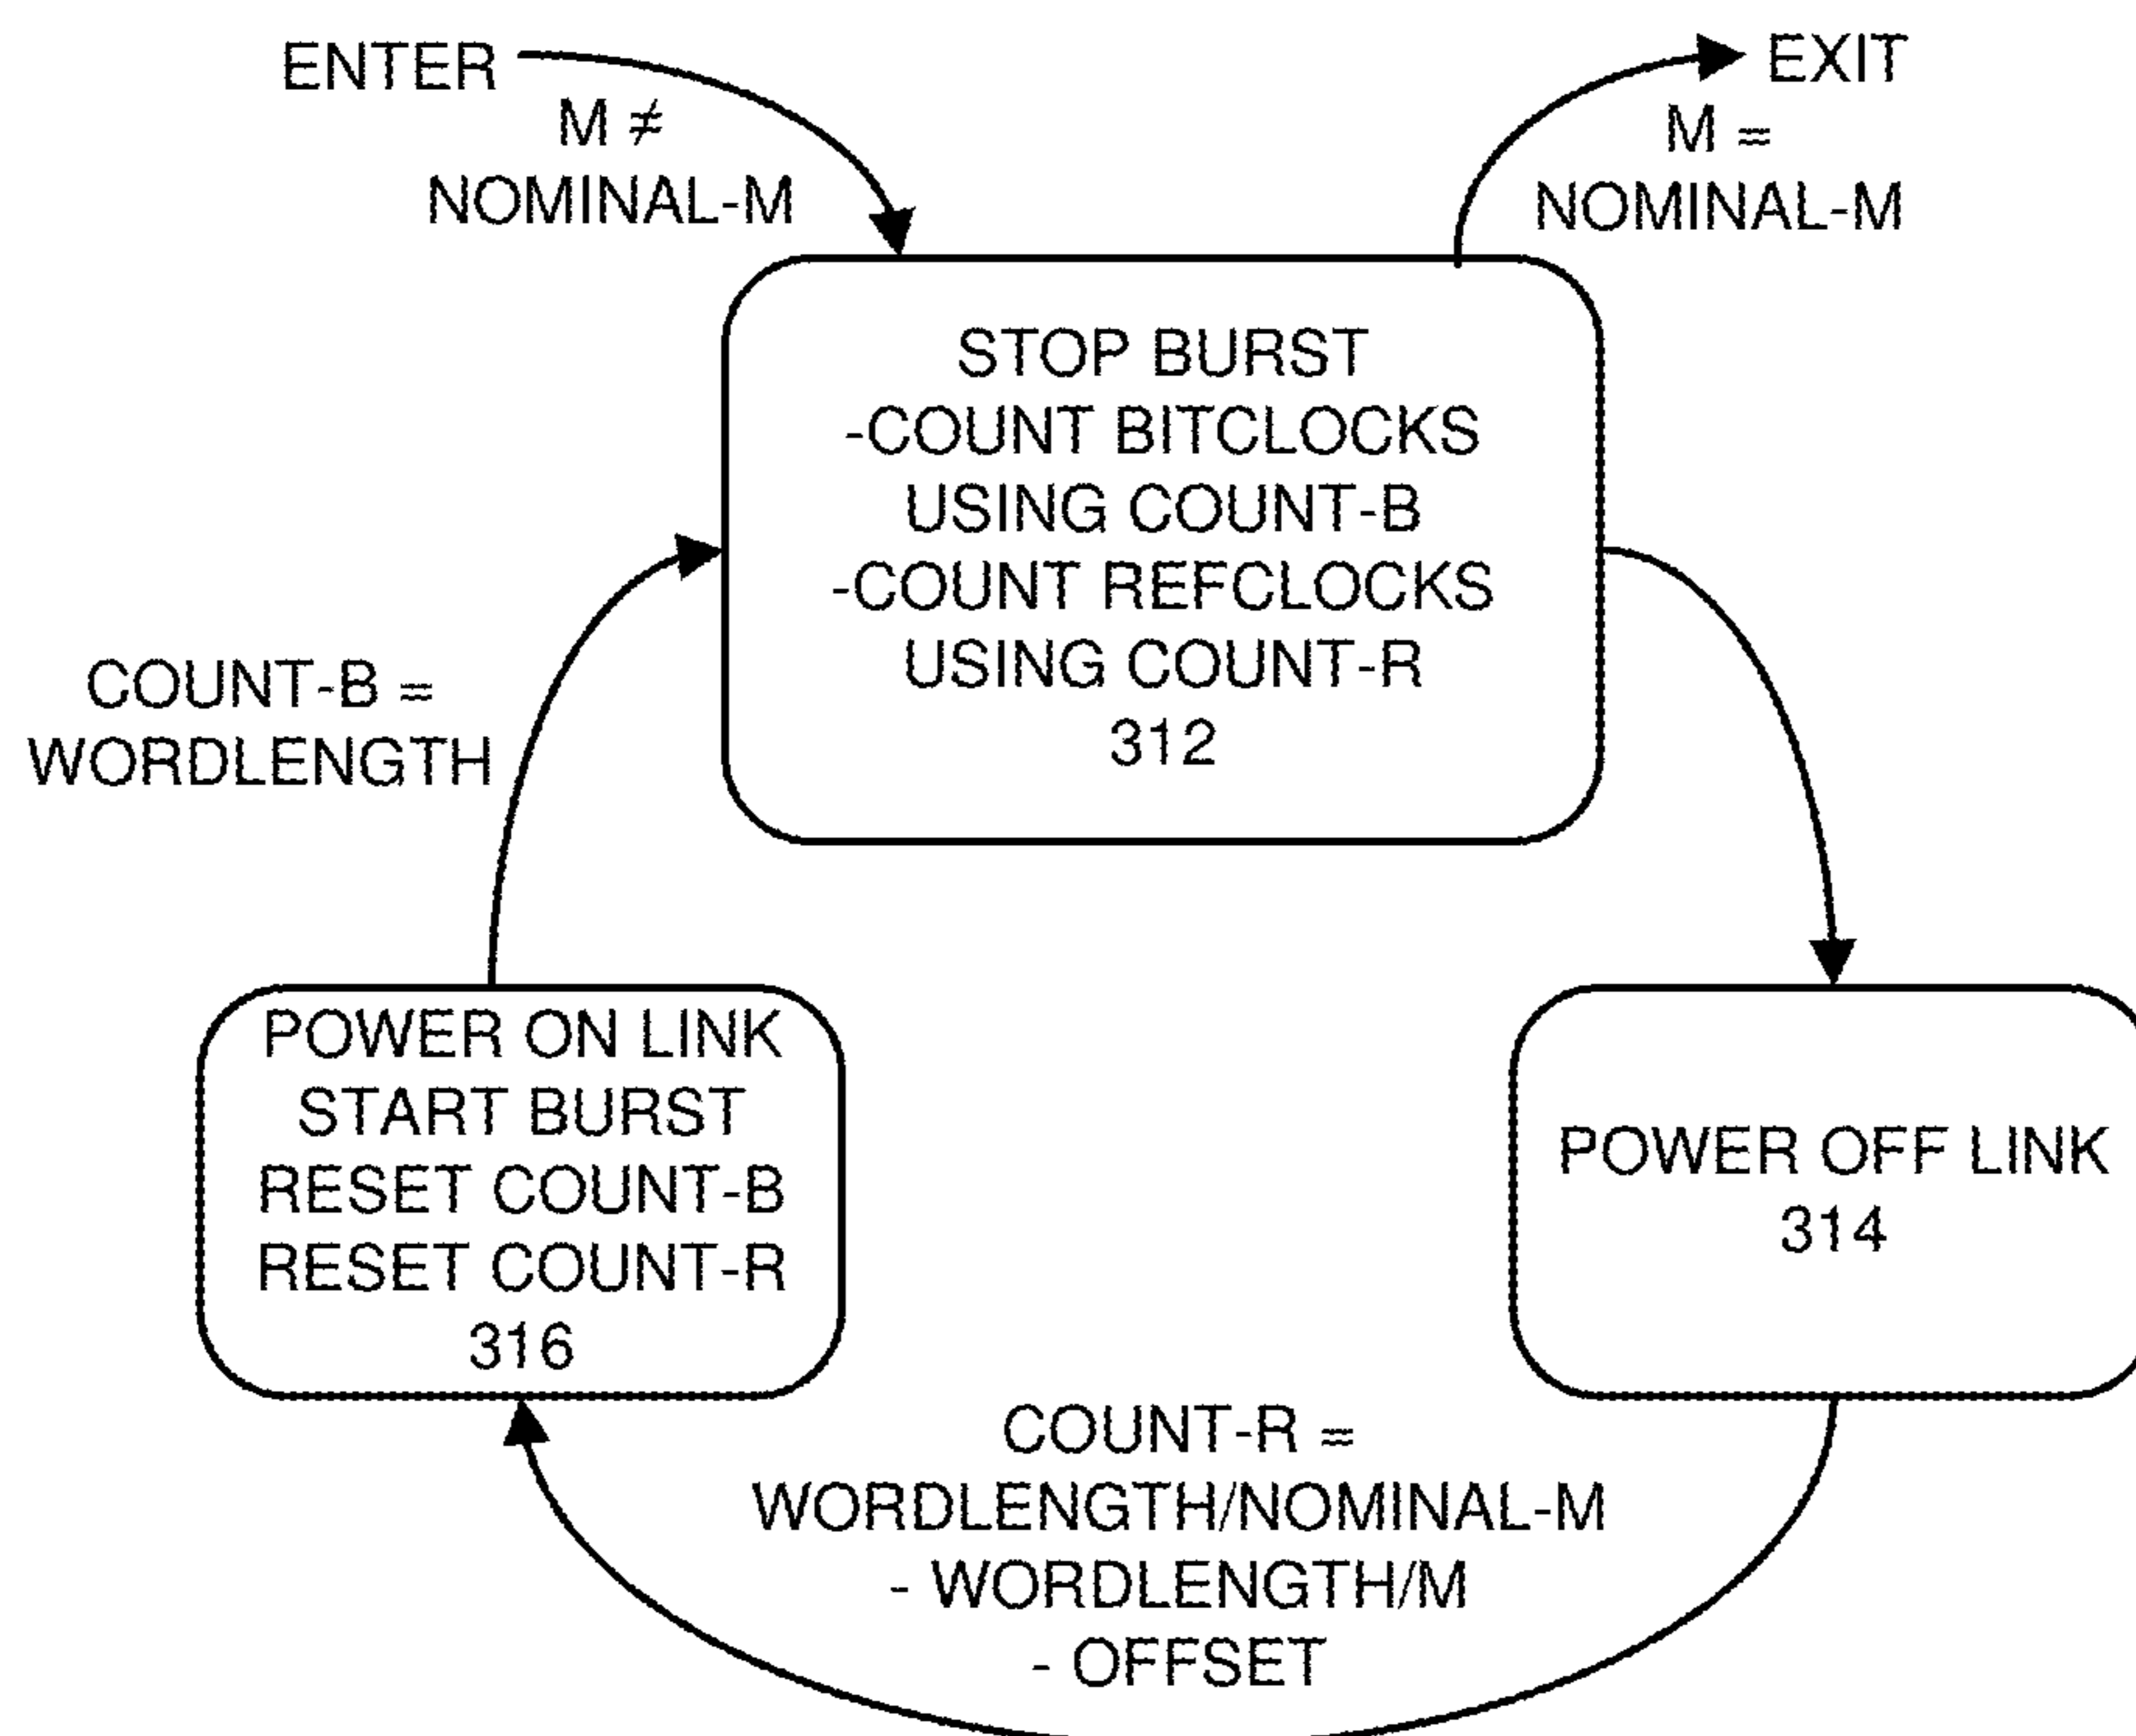 ENTER
M ≠
NOMINAL-M
EXIT
M =
NOMINAL-M
STOP BURST
-COUNT BITCLOCKS
USING COUNT-B
-COUNT REFCLOCKS
USING COUNT-R
312
COUNT-B =
WORDLENGTH
POWER ON LINK
START BURST
RESET COUNT-B
RESET COUNT-R
316
POWER OFF LINK
314
COUNT-R =
WORDLENGTH/NOMINAL-M
- WORDLENGTH/M
- OFFSET